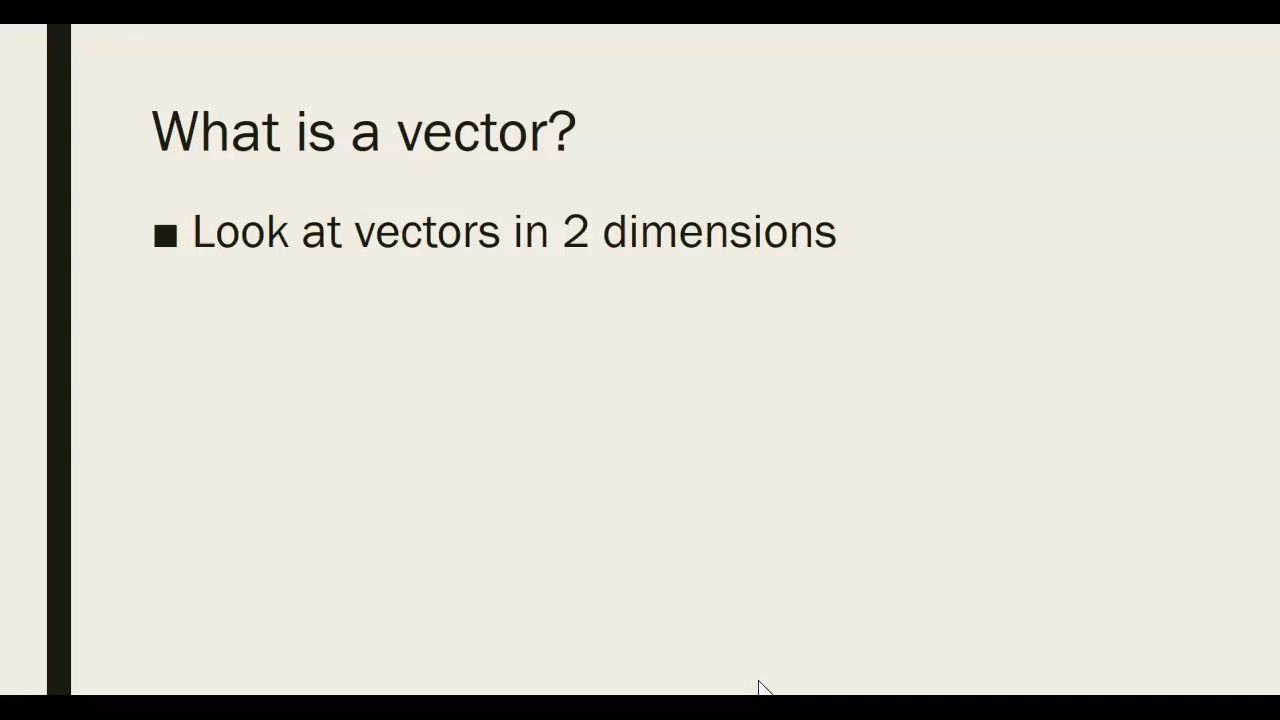 What is a vector?
■ Look at vectors in 2 dimensions